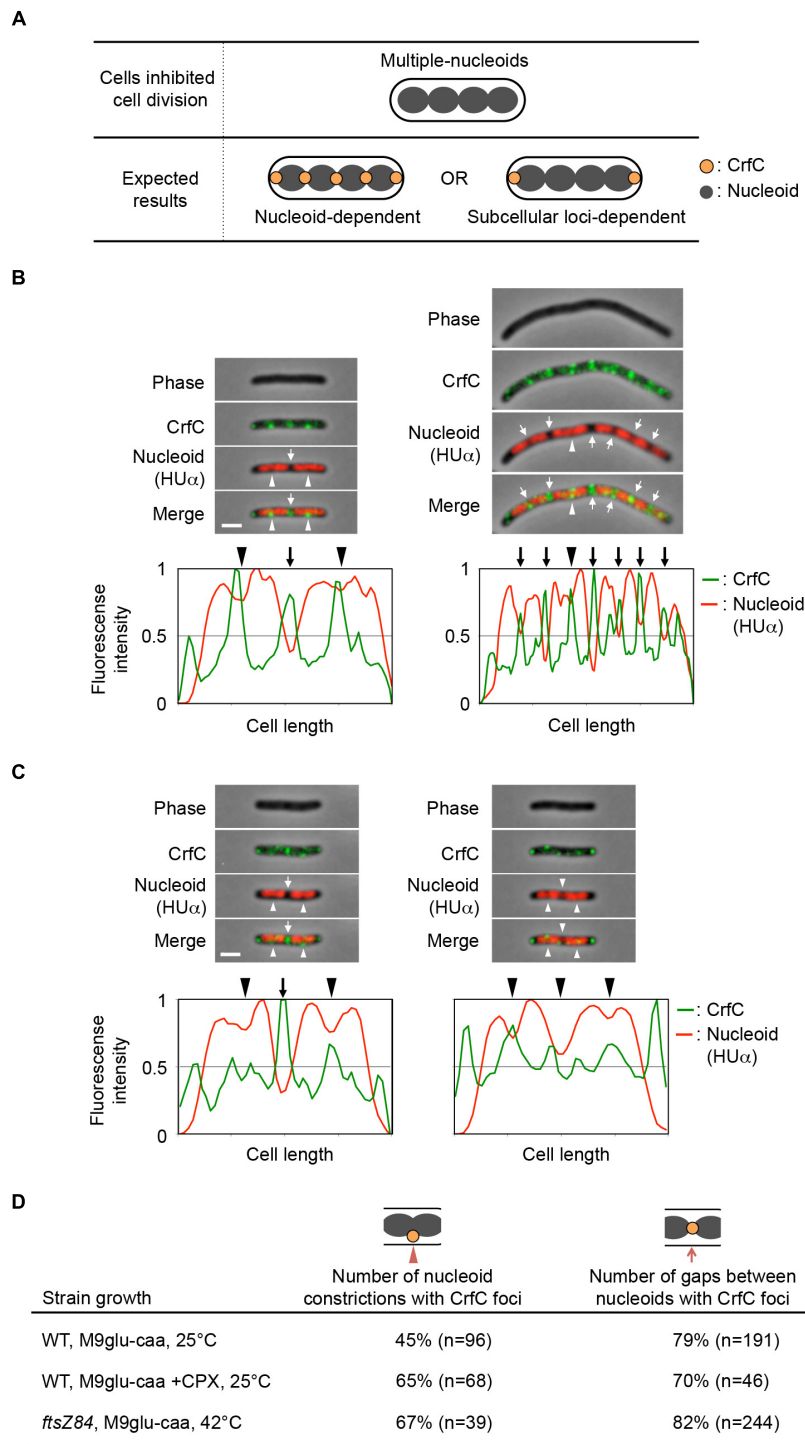 A
Cells inhibited
cell division
Multiple-nucleoids
Expected
results
OR
Nucleoid-dependent
Subcellular loci-dependent
: CrfC
: Nucleoid
B
Phase
CrfC
Nucleoid
(HUα)
Merge
Phase
CrfC
Nucleoid
(HUα)
Merge
Fluorescense
intensity
1
0.5
0
Cell length
1
0.5
0
Cell length
: CrfC
: Nucleoid
(HUα)
C
Phase
CrfC
Nucleoid
(HUα)
Merge
Phase
CrfC
Nucleoid
(HUα)
Merge
Fluorescense
intensity
1
0.5
0
Cell length
1
0.5
0
Cell length
: CrfC
: Nucleoid
(HUα)
D
Strain growth
Number of nucleoid
constrictions with CrfC foci
Number of gaps between
nucleoids with CrfC foci
WT, M9glu-caa, 25°C 45% (n=96) 79% (n=191)
WT, M9glu-caa +CPX, 25°C 65% (n=68) 70% (n=46)
ftsZ84, M9glu-caa, 42°C 67% (n=39) 82% (n=244)